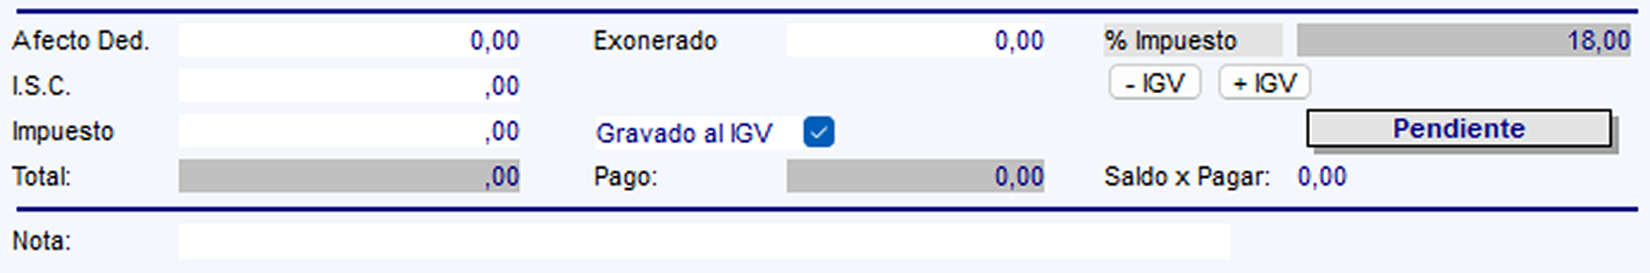 Afecto Ded. 0,00 Exonerado 0,00 % Impuesto 18,00
I.S.C. ,00 - IGV + IGV
Impuesto ,00 Gravado al IGV Pendiente
Total: ,00 Pago: 0,00 Saldo x Pagar: 0,00
Nota: